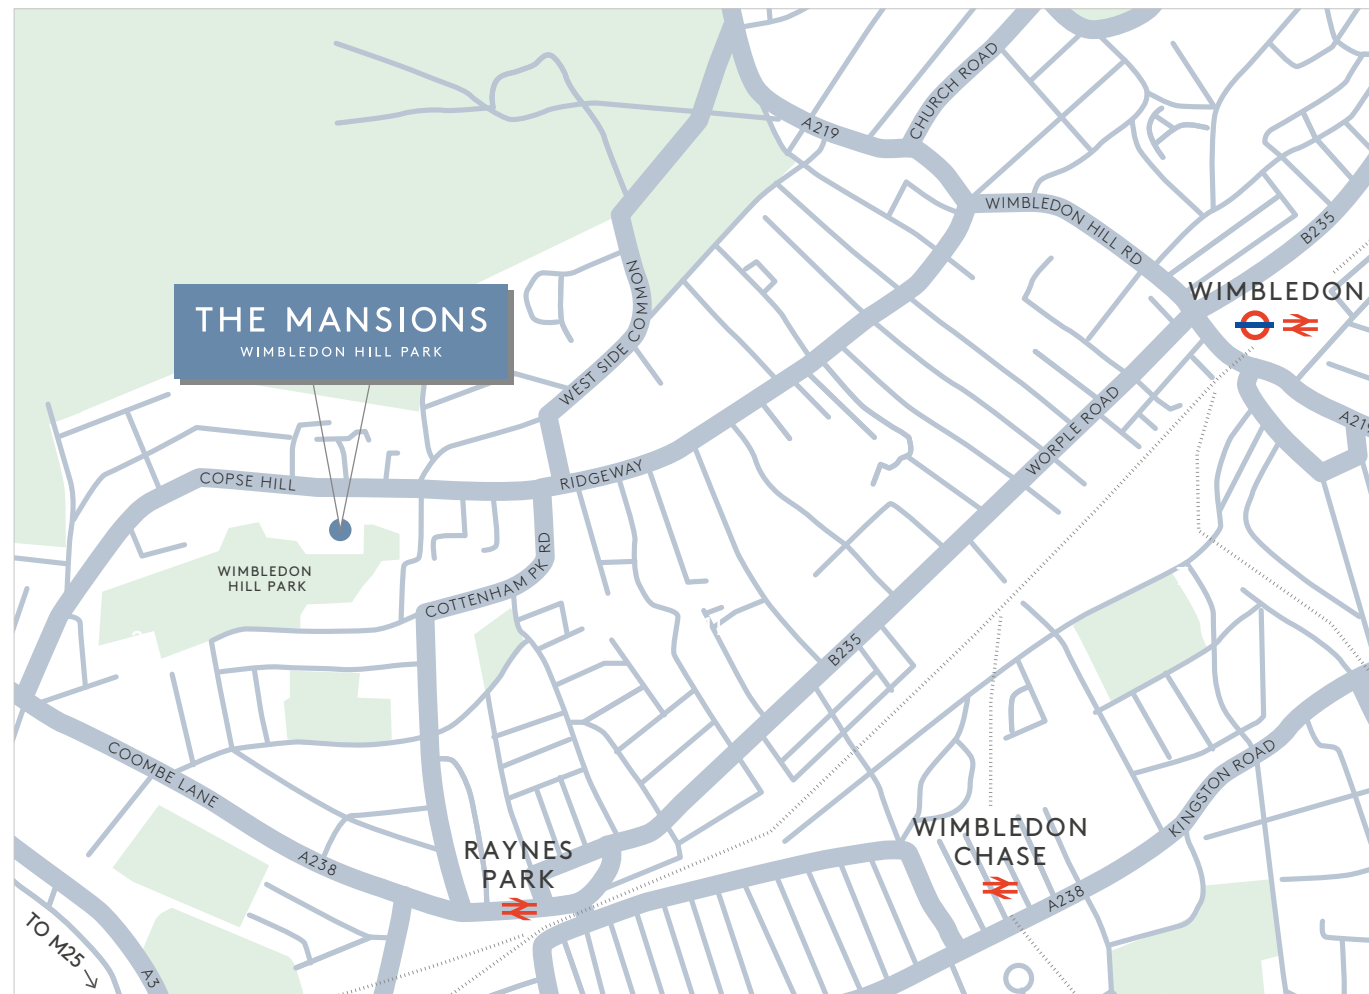 CHURCH ROAD
A219
WIMBLEDON HILL RD
B235
WIMBLEDON
WEST SIDE COMMON
THE MANSIONS
WIMBLEDON HILL PARK
WORPLE ROAD
A219
COPSE HILL
RIDGEWAY
COTTENHAM PK RD
WIMBLEDON
HILL PARK
B235
COOMBE LANE
KINGSTON ROAD
A238
RAYNES
PARK
WIMBLEDON
CHASE
A238
TO M25
A3